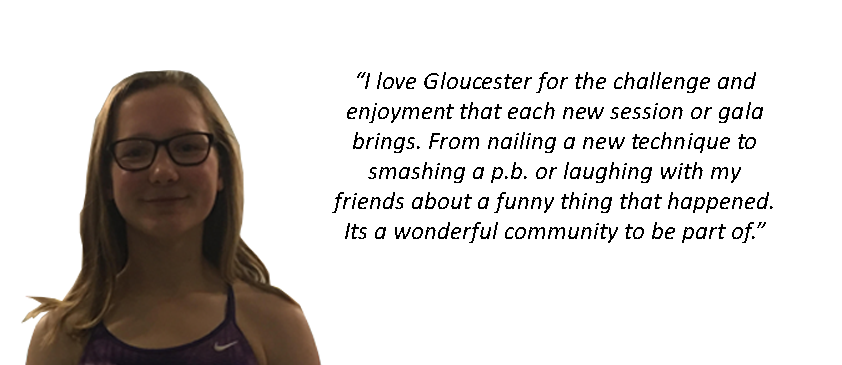 “I love Gloucester for the challenge and
enjoyment that each new session or gala
brings. From nailing a new technique to
smashing a p.b. or laughing with my
friends about a funny thing that happened.
Its a wonderful community to be part of.”